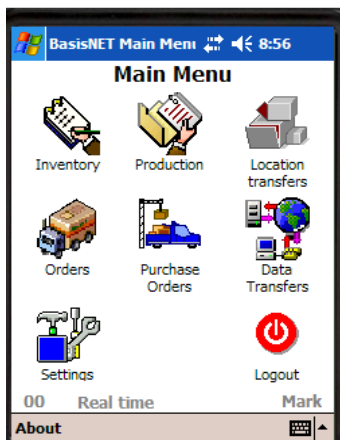 BasisNET Main Menu 8:56
Main Menu
Inventory Production Location
transfers
Orders Purchase Data
Orders Transfers
Settings Logout
00 Real time Mark
About